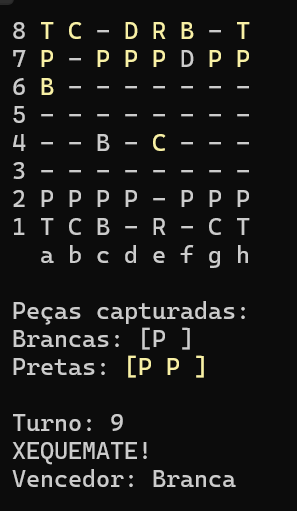 8 T C - D R B - T
7 P - P P P D P P
6 B - - - - - - -
5 - - - - - - - -
4 - - B - C - - -
3 - - - - - - - -
2 P P P P - P P P
1 T C B - R - C T
a b c d e f g h
Peças capturadas:
Brancas: [P ]
Pretas: [P P ]
Turno: 9
XEQUEMATE!
Vencedor: Branca